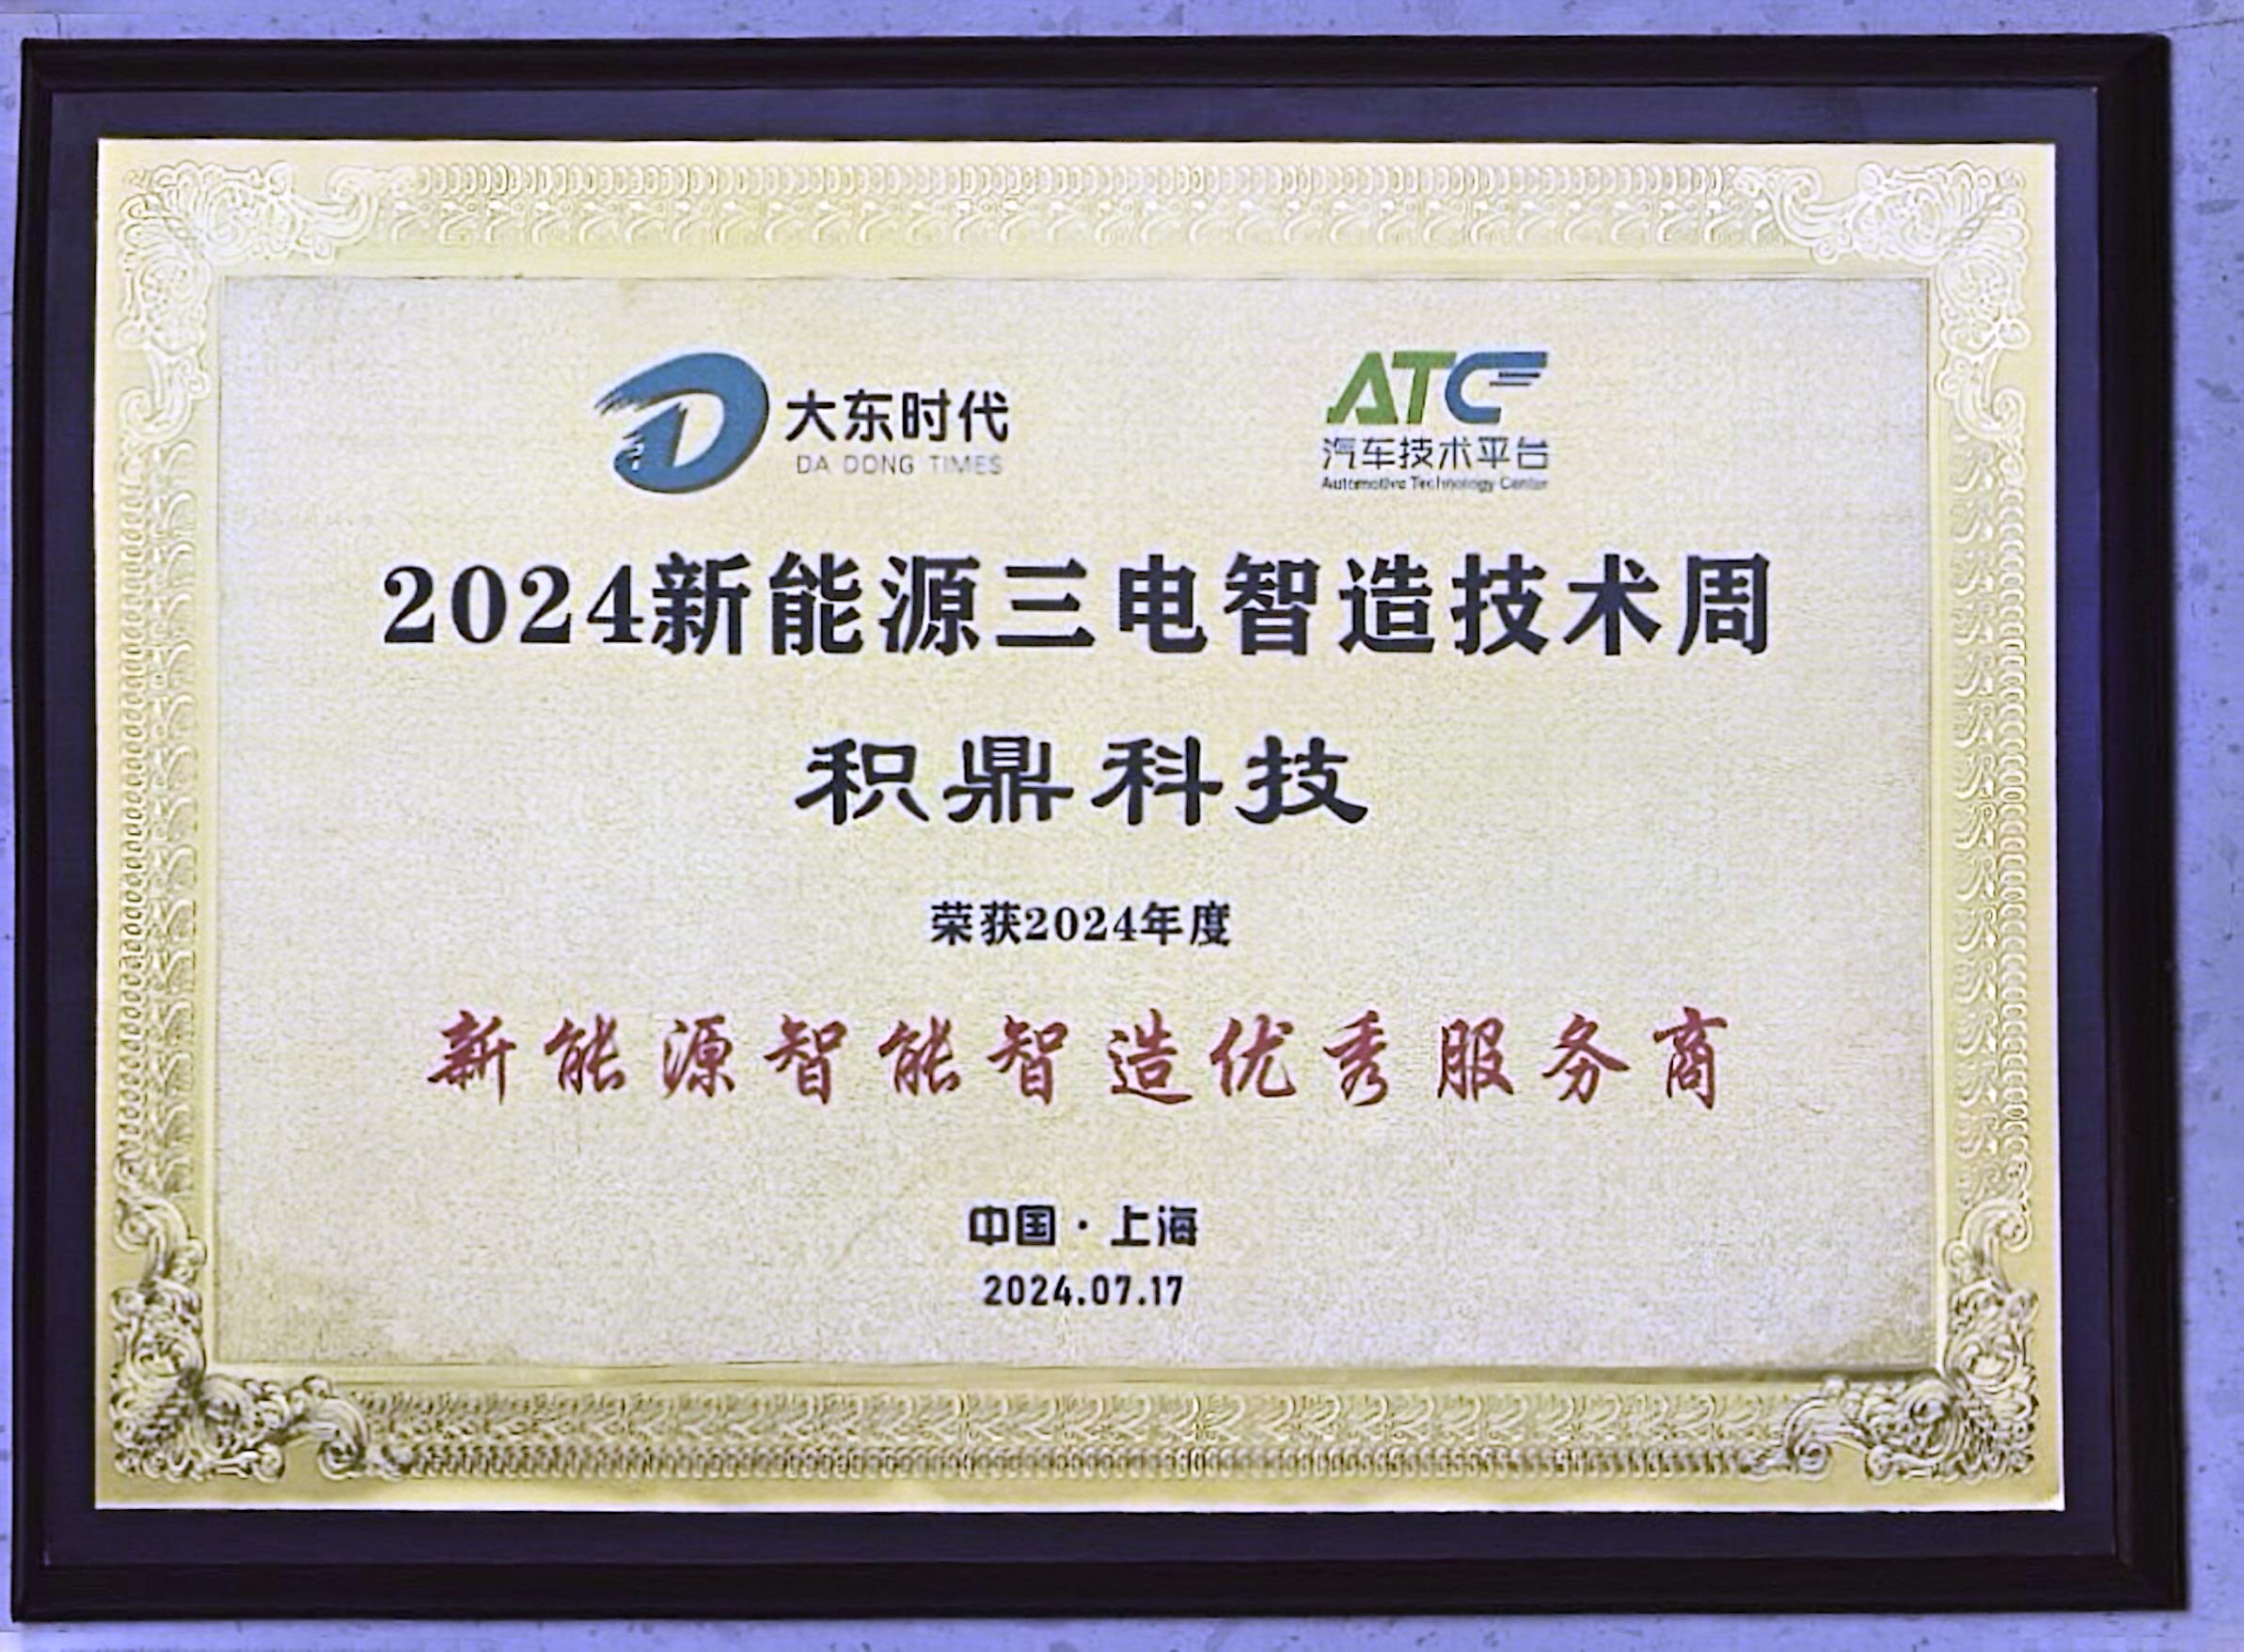 大东时代
DA DONG TIMES
ATC
汽车技术平台
Automotive Technology Center
2024新能源三电智造技术周
积鼎科技
荣获2024年度
新能源智能智造优秀服务商
中国·上海
2024.07.17